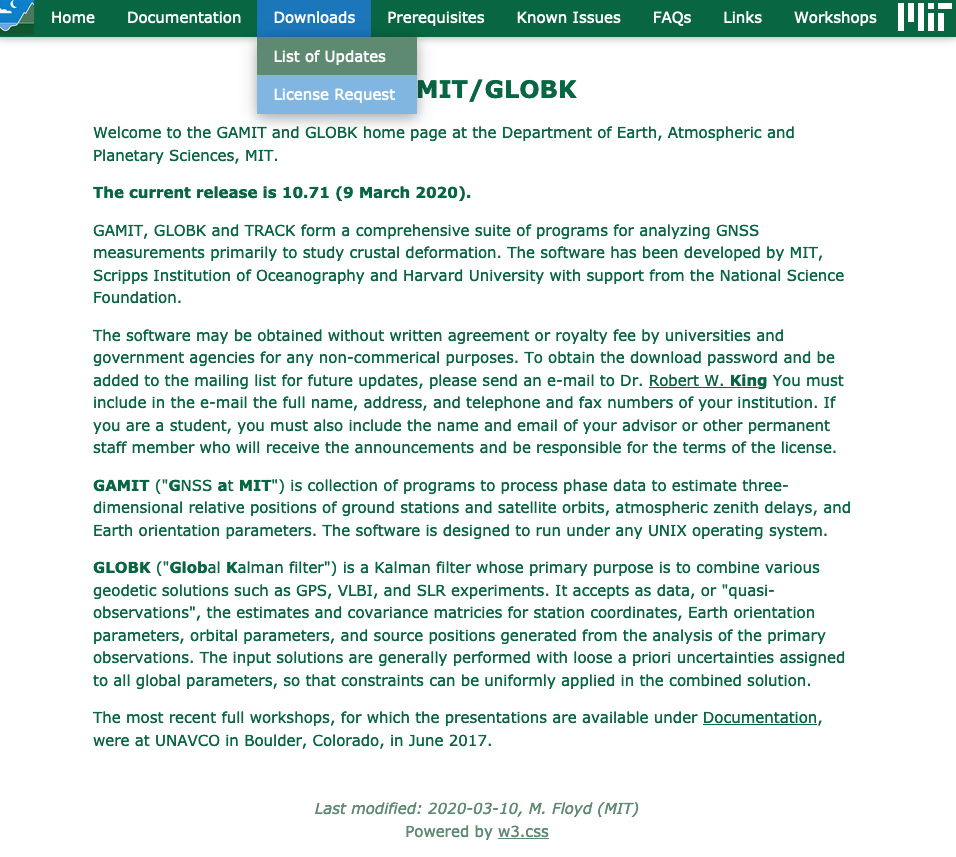 Home Documentation Downloads Prerequisites Known Issues FAQs Links Workshops MIT
List of Updates
License Request
MIT/GLOBK
Welcome to the GAMIT and GLOBK home page at the Department of Earth, Atmospheric and
Planetary Sciences, MIT.
The current release is 10.71 (9 March 2020).
GAMIT, GLOBK and TRACK form a comprehensive suite of programs for analyzing GNSS
measurements primarily to study crustal deformation. The software has been developed by MIT,
Scripps Institution of Oceanography and Harvard University with support from the National Science
Foundation.
The software may be obtained without written agreement or royalty fee by universities and
government agencies for any non-commerical purposes. To obtain the download password and be
added to the mailing list for future updates, please send an e-mail to Dr. Robert W. King You must
include in the e-mail the full name, address, and telephone and fax numbers of your institution. If
you are a student, you must also include the name and email of your advisor or other permanent
staff member who will receive the announcements and be responsible for the terms of the license.
GAMIT ("GNSS at MIT") is collection of programs to process phase data to estimate three-
dimensional relative positions of ground stations and satellite orbits, atmospheric zenith delays, and
Earth orientation parameters. The software is designed to run under any UNIX operating system.
GLOBK ("Global Kalman filter") is a Kalman filter whose primary purpose is to combine various
geodetic solutions such as GPS, VLBI, and SLR experiments. It accepts as data, or "quasi-
observations", the estimates and covariance matricies for station coordinates, Earth orientation
parameters, orbital parameters, and source positions generated from the analysis of the primary
observations. The input solutions are generally performed with loose a priori uncertainties assigned
to all global parameters, so that constraints can be uniformly applied in the combined solution.
The most recent full workshops, for which the presentations are available under Documentation,
were at UNAVCO in Boulder, Colorado, in June 2017.
Last modified: 2020-03-10, M. Floyd (MIT)
Powered by w3.css